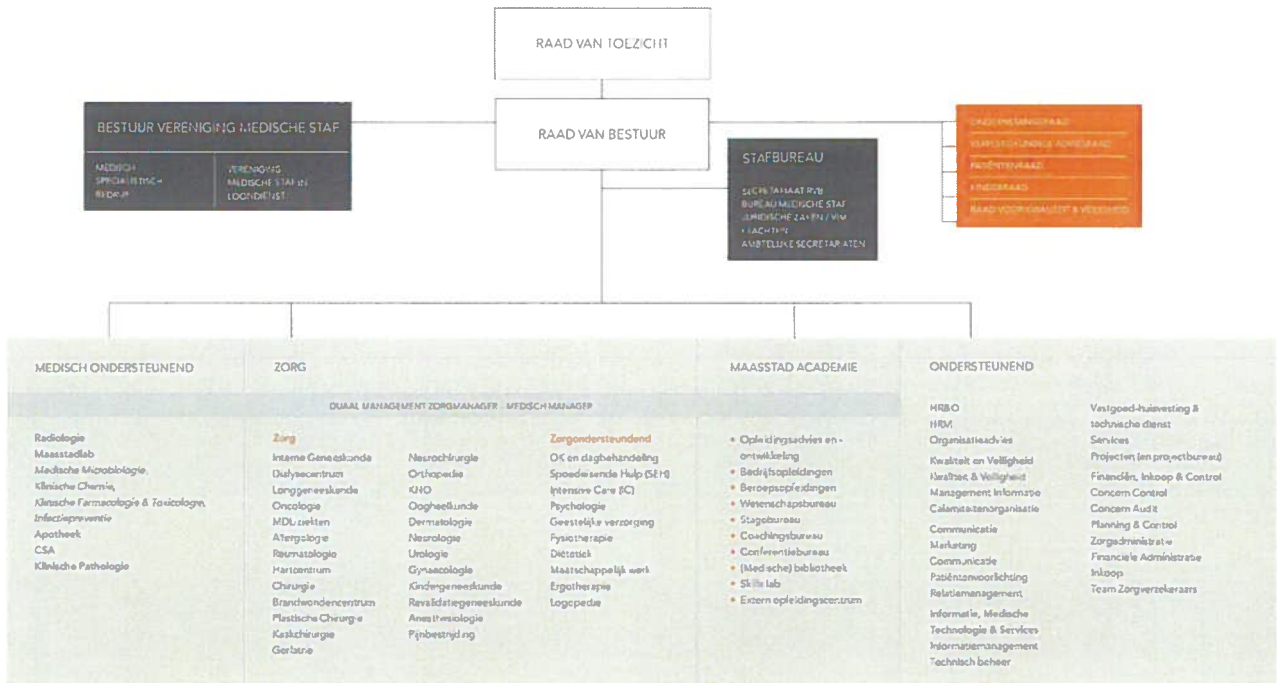 RAAD VAN TOEZICHT
RAAD VAN BESTUUR
BESTUUR VERENIGING MEDISCHE STAF
MEDISCH
SPECIALISTISCH
BEDRIJF
VERENIGING
MEDISCHE STAF IN
LOONDIENST
STAFBUREAU
SECRETARIAAT RVB
BUREAU MEDISCHE STAF
JURIDISCHE ZAKEN / VIM
KLACHTEN
AMBTELIJKE SECRETARIATEN
ONDERNEMINGSRAAD
VERPLEEGKUNDIGE ADVIESRAAD
PATIËNTENRAAD
KINDERRAAD
RAAD VOOR KWALITEIT & VEILIGHEID
MEDISCH ONDERSTEUNEND
ZORG
MAASSTAD ACADEMIE
ONDERSTEUNEND
DUAAL MANAGEMENT ZORGMANAGER - MEDISCH MANAGER
Radiologie
Maasstadlab
Medische Microbiologie,
Klinische Chemie,
Klinische Farmacologie & Toxicologie,
Infectiepreventie
Apotheek
CSA
Klinische Pathologie
Zorg
Interne Geneeskunde
Dialysecentrum
Longgeneeskunde
Oncologie
MDL ziekten
Allergologie
Reumatologie
Hartcentrum
Chirurgie
Brandwondencentrum
Plastische Chirurgie
Kaakchirurgie
Geriatrie
Neurochirurgie
Orthopedie
KNO
Oogheelkunde
Dermatologie
Neurologie
Urologie
Gynaecologie
Kindergeneeskunde
Revalidatiegeneeskunde
Anesthesiologie
Pijnbestrijding
Zorgondersteundend
OK en dagbehandeling
Spoedeisende Hulp (SEH)
Intensive Care (IC)
Psychologie
Geestelijke verzorging
Fysiotherapie
Diëtetiek
Maatschappelijk werk
Ergotherapie
Logopedie
• Opleidingsadvies en -
ontwikkeling
• Bedrijfsopleidingen
• Beroepsopleidingen
• Wetenschapsbureau
• Stagebureau
• Coachingsbureau
• Conferentiebureau
• (Medische) bibliotheek
• Skills lab
• Extern opleidingscentrum
HRBO
HRM
Organisatieadvies
Kwaliteit en Veiligheid
Kwaliteit & Veiligheid
Management Informatie
Calamiteitenorganisatie
Communicatie
Marketing
Communicatie
Patiëntenvoorlichting
Relatiemanagement
Informatie, Medische
Technologie & Services
Informatiemanagement
Technisch beheer
Vastgoed-huisvesting &
technische dienst
Services
Projecten (en projectbureau)
Financiën, Inkoop & Control
Concern Control
Concern Audit
Planning & Control
Zorgadministratie
Financiele Administratie
Inkoop
Team Zorgverzekeraars